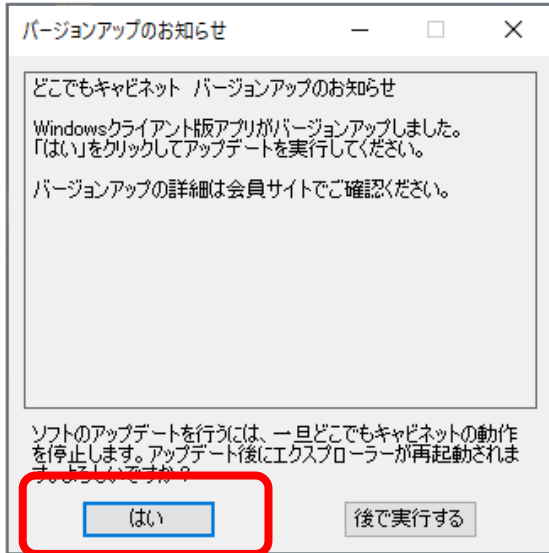 バージョンアップのお知らせ
どこでもキャビネット バージョンアップのお知らせ
Windowsクライアント版アプリがバージョンアップしました。
「はい」をクリックしてアップデートを実行してください。
バージョンアップの詳細は会員サイトでご確認ください。
ソフトのアップデートを行うには、一旦どこでもキャビネットの動作
を停止します。アップデート後にエクスプローラーが再起動されま
す。よろしいですか?
はい
後で実行する